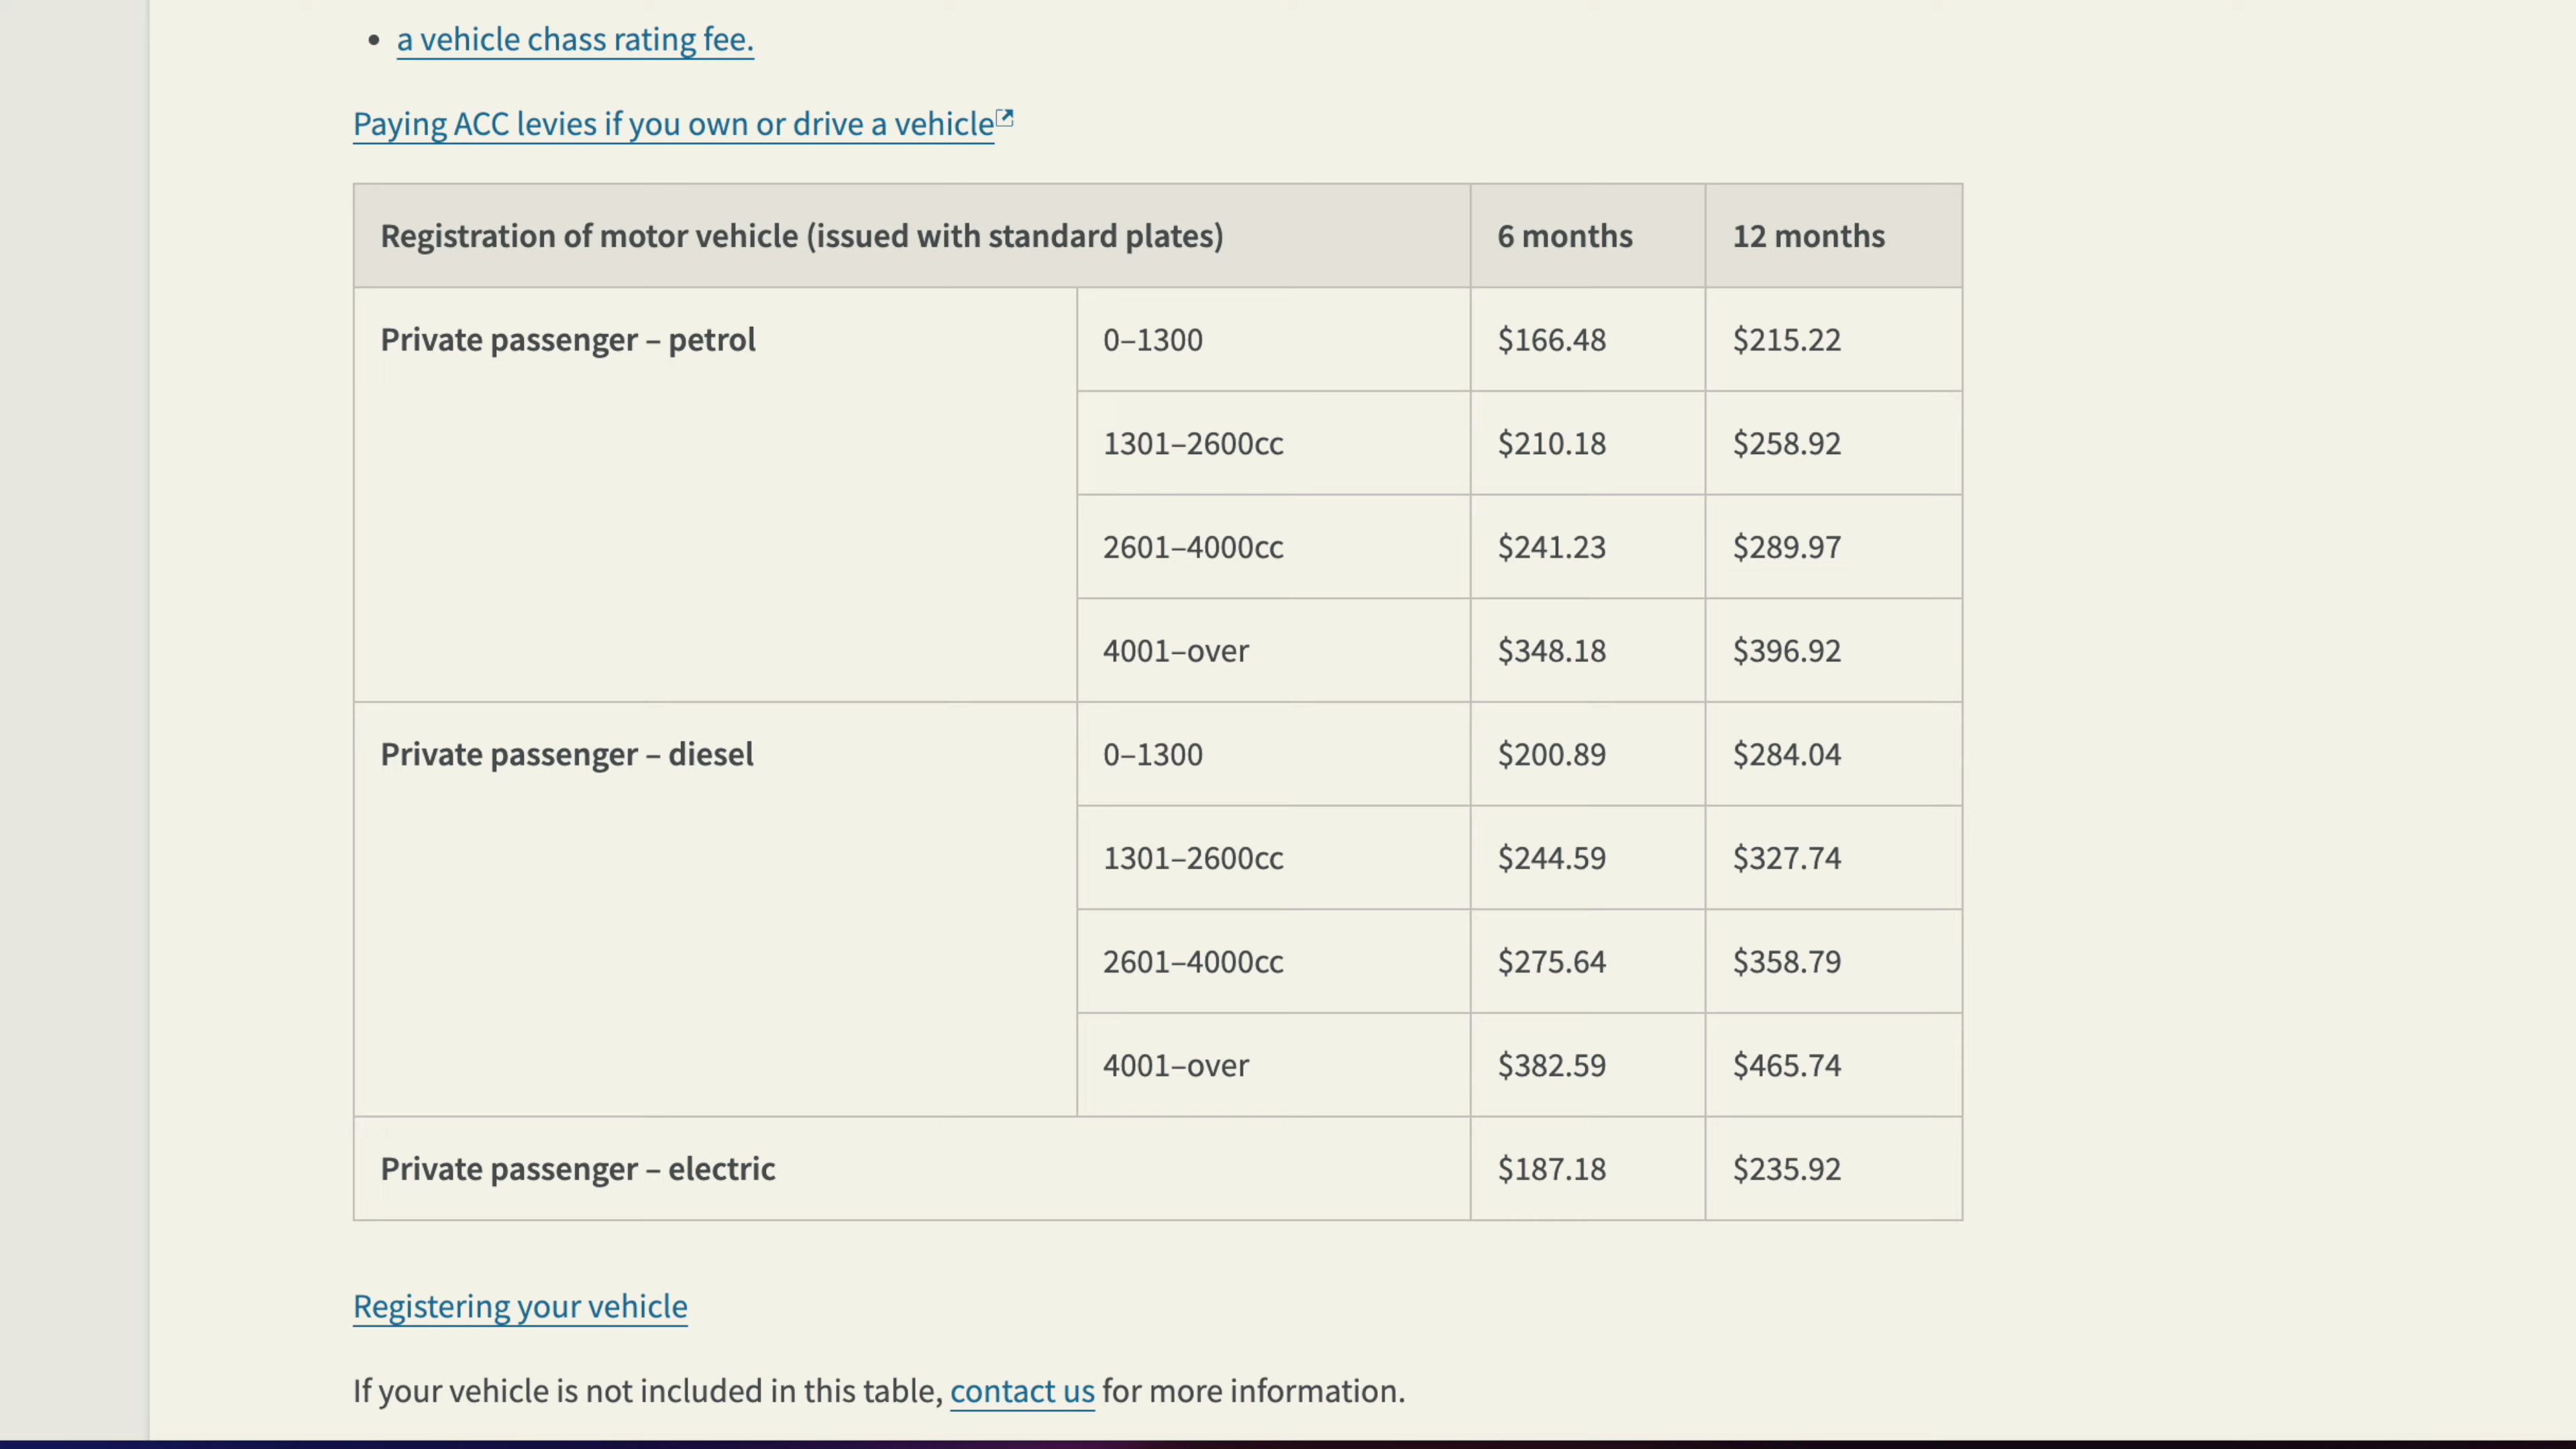 • a vehicle chass rating fee.
Paying ACC levies if you own or drive a vehicle
Registration of motor vehicle (issued with standard plates) 6 months 12 months
Private passenger – petrol 0–1300 $166.48 $215.22
1301–2600cc $210.18 $258.92
2601–4000cc $241.23 $289.97
4001–over $348.18 $396.92
Private passenger – diesel 0–1300 $200.89 $284.04
1301–2600cc $244.59 $327.74
2601–4000cc $275.64 $358.79
4001–over $382.59 $465.74
Private passenger – electric $187.18 $235.92
Registering your vehicle
If your vehicle is not included in this table, contact us for more information.